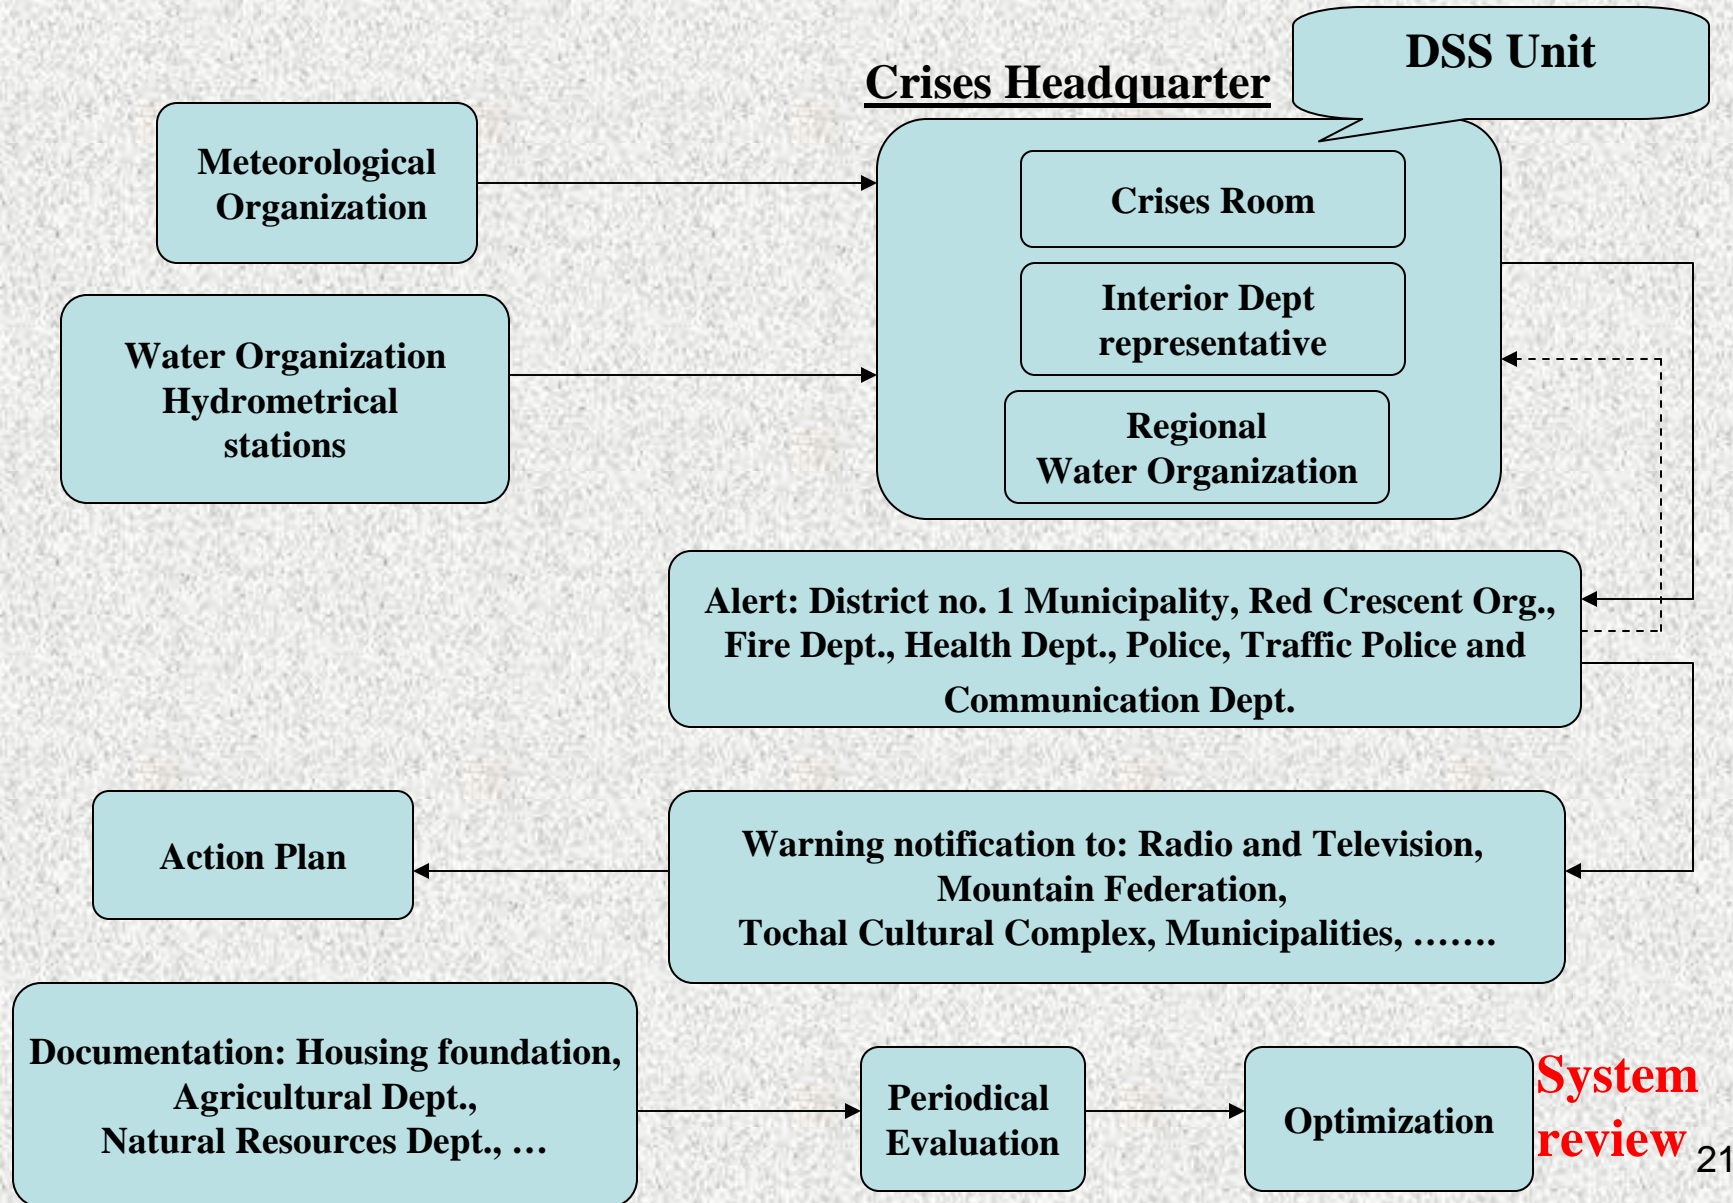 DSS Unit
Crises Headquarter
Meteorological
Organization
Crises Room
Interior Dept
representative
Water Organization
Hydrometrical
stations
Regional
Water Organization
Alert: District no. 1 Municipality, Red Crescent Org.,
Fire Dept., Health Dept., Police, Traffic Police and
Communication Dept.
Action Plan
Warning notification to: Radio and Television,
Mountain Federation,
Tochal Cultural Complex, Municipalities, …….
Documentation: Housing foundation,
Agricultural Dept.,
Natural Resources Dept., …
Periodical
Evaluation
Optimization
System
review
21